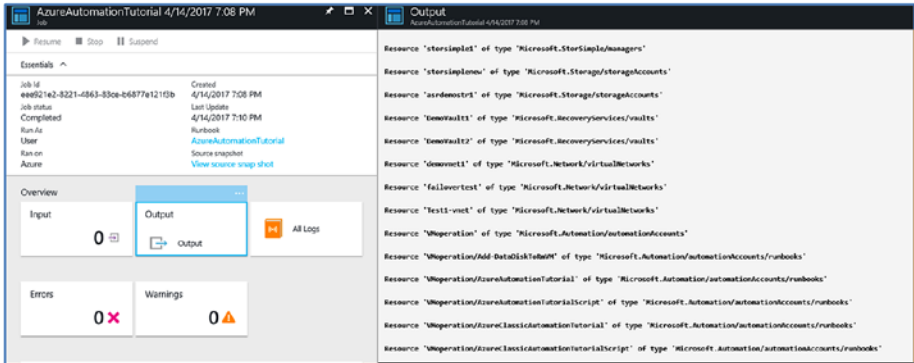 AzureAutomationTutorial 4/14/2017 7:08 PM
Job
Resume Stop Suspend
Essentials
Job Id
eee921e2-8221-4863-83ce-b6877e121f3b
Created
4/14/2017 7:08 PM
Job status
Completed
Last Update
4/14/2017 7:10 PM
Run As
User
Runbook
AzureAutomationTutorial
Ran on
Azure
Source snapshot
View source snap shot
Overview
...
Input
0
Output
Output
All Logs
Errors
0
Warnings
0
Output
AzureAutomationTutorial 4/14/2017 7:08 PM
Resource 'storsimple1' of type 'Microsoft.StorSimple/managers'
Resource 'storsimplenew' of type 'Microsoft.Storage/storageAccounts'
Resource 'asrdemostr1' of type 'Microsoft.Storage/storageAccounts'
Resource 'DemoVault1' of type 'Microsoft.RecoveryServices/vaults'
Resource 'DemoVault2' of type 'Microsoft.RecoveryServices/vaults'
Resource 'demovnet1' of type 'Microsoft.Network/virtualNetworks'
Resource 'failovertest' of type 'Microsoft.Network/virtualNetworks'
Resource 'Test1-vnet' of type 'Microsoft.Network/virtualNetworks'
Resource 'VMoperation' of type 'Microsoft.Automation/automationAccounts'
Resource 'VMoperation/Add-DataDiskToRmVM' of type 'Microsoft.Automation/automationAccounts/runbooks'
Resource 'VMoperation/AzureAutomationTutorial' of type 'Microsoft.Automation/automationAccounts/runbooks'
Resource 'VMoperation/AzureAutomationTutorialScript' of type 'Microsoft.Automation/automationAccounts/runbooks'
Resource 'VMoperation/AzureClassicAutomationTutorial' of type 'Microsoft.Automation/automationAccounts/runbooks'
Resource 'VMoperation/AzureClassicAutomationTutorialScript' of type 'Microsoft.Automation/automationAccounts/runbooks'